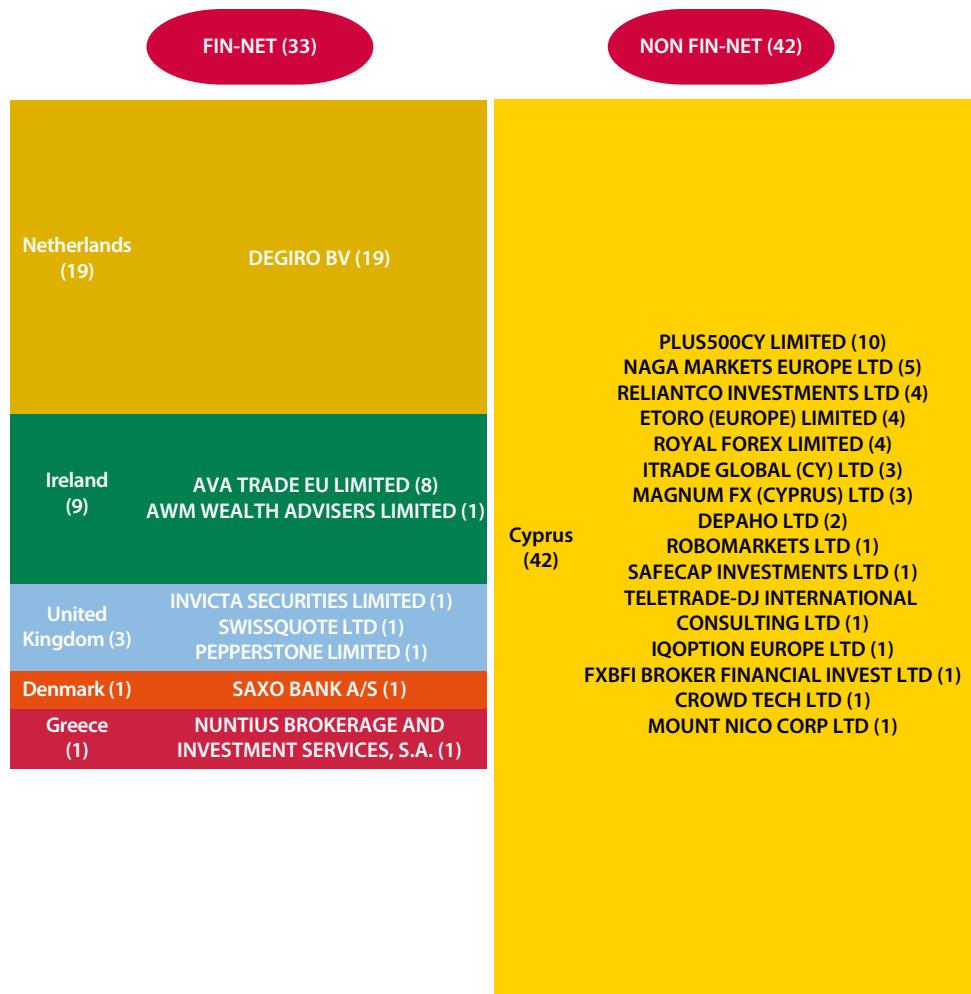 FIN-NET (33)
NON FIN-NET (42)
Netherlands
(19)
DEGIRO BV (19)
Ireland
(9)
AVA TRADE EU LIMITED (8)
AWM WEALTH ADVISERS LIMITED (1)
United
Kingdom (3)
INVICTA SECURITIES LIMITED (1)
SWISSQUOTE LTD (1)
PEPPERSTONE LIMITED (1)
Denmark (1)
SAXO BANK A/S (1)
Greece
(1)
NUNTIUS BROKERAGE AND
INVESTMENT SERVICES, S.A. (1)
Cyprus
(42)
PLUS500CY LIMITED (10)
NAGA MARKETS EUROPE LTD (5)
RELIANTCO INVESTMENTS LTD (4)
ETORO (EUROPE) LIMITED (4)
ROYAL FOREX LIMITED (4)
ITRADE GLOBAL (CY) LTD (3)
MAGNUM FX (CYPRUS) LTD (3)
DEPAHO LTD (2)
ROBOMARKETS LTD (1)
SAFECAP INVESTMENTS LTD (1)
TELETRADE-DJ INTERNATIONAL
CONSULTING LTD (1)
IQOPTION EUROPE LTD (1)
FXBFI BROKER FINANCIAL INVEST LTD (1)
CROWD TECH LTD (1)
MOUNT NICO CORP LTD (1)